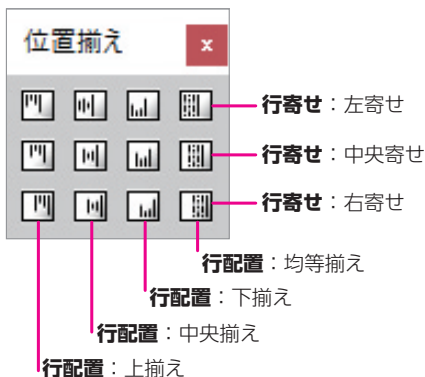 位置揃え
x
行寄せ：左寄せ
行寄せ：中央寄せ
行寄せ：右寄せ
行配置：均等揃え
行配置：下揃え
行配置：中央揃え
行配置：上揃え